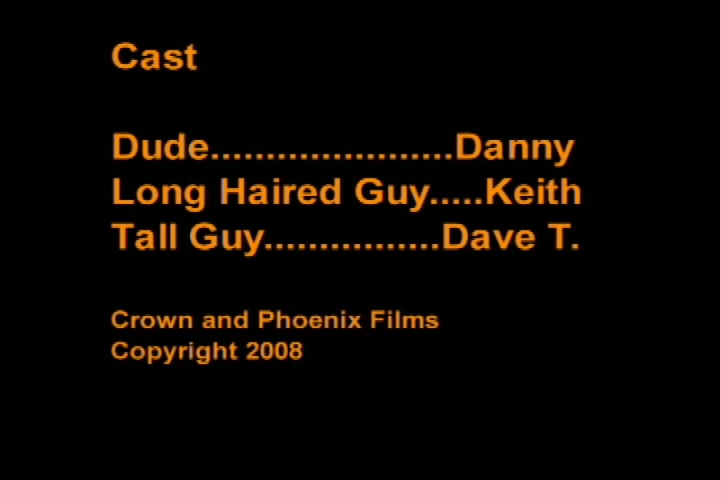 Cast
Dude......................Danny
Long Haired Guy.....Keith
Tall Guy................Dave T.
Crown and Phoenix Films
Copyright 2008